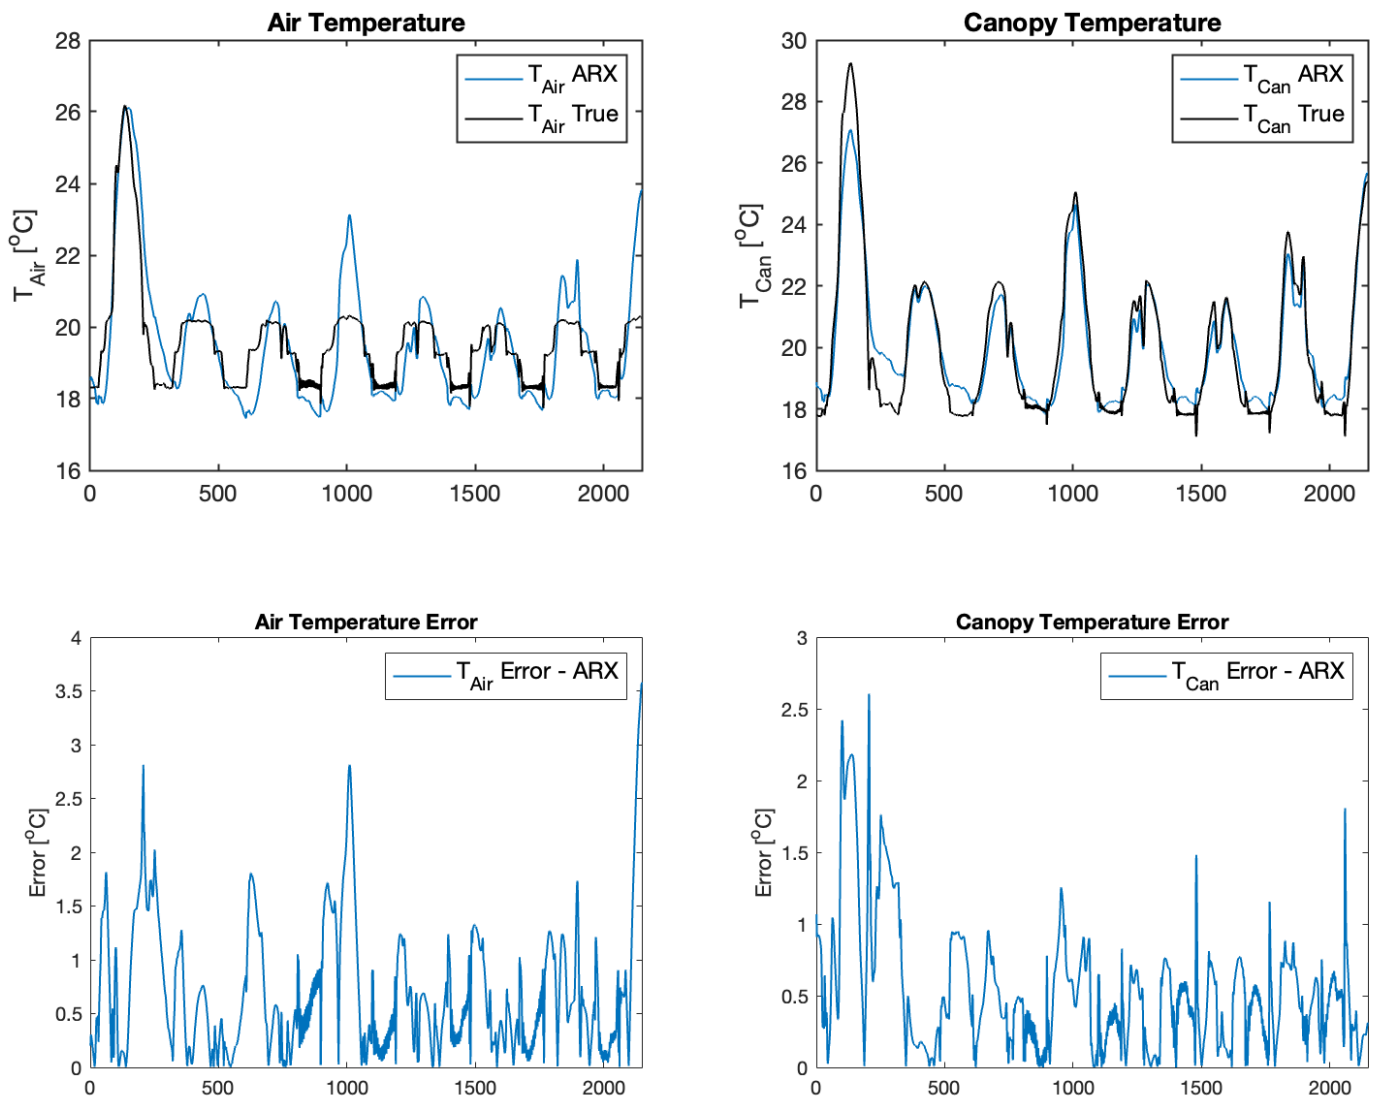 Air Temperature
28
26
24
22
20
18
16
T_Air [°C]
T_Air ARX
T_Air True
0 500 1000 1500 2000
Canopy Temperature
30
28
26
24
22
20
18
16
T_Can [°C]
T_Can ARX
T_Can True
0 500 1000 1500 2000
Air Temperature Error
4
3.5
3
2.5
2
1.5
1
0.5
0
Error [°C]
T_Air Error - ARX
0 500 1000 1500 2000
Canopy Temperature Error
3
2.5
2
1.5
1
0.5
0
Error [°C]
T_Can Error - ARX
0 500 1000 1500 2000